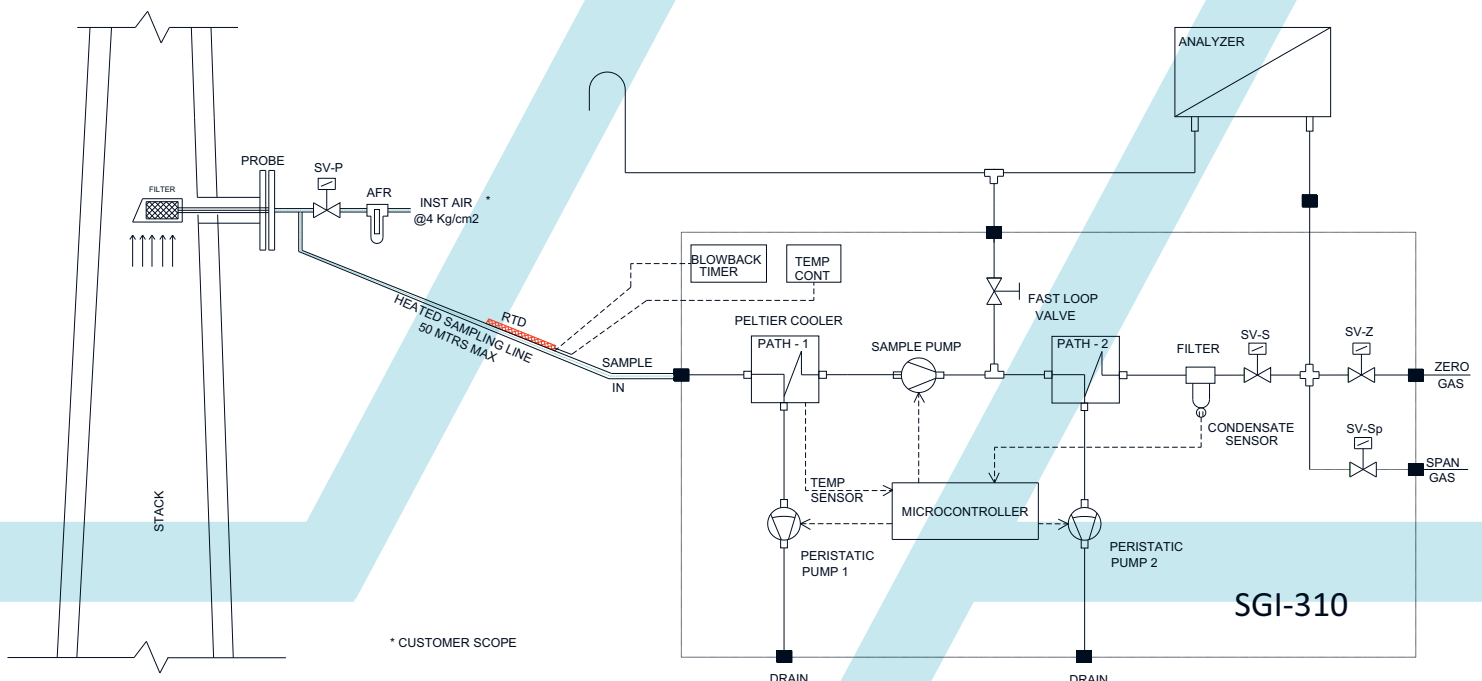 ANALYZER
PROBE
SV-P
FILTER
AFR
INST AIR *
@4 Kg/cm2
BLOWBACK
TIMER
TEMP
CONT
RTD
HEATED SAMPLING LINE
50 MTRS MAX
FAST LOOP
VALVE
PELTIER COOLER
PATH - 1
SAMPLE PUMP
PATH - 2
FILTER
SV-S
SV-Z
SAMPLE
IN
ZERO
GAS
CONDENSATE
SENSOR
SV-Sp
SPAN
GAS
TEMP
SENSOR
MICROCONTROLLER
STACK
PERISTATIC
PUMP 1
PERISTATIC
PUMP 2
SGI-310
* CUSTOMER SCOPE
DRAIN
DRAIN